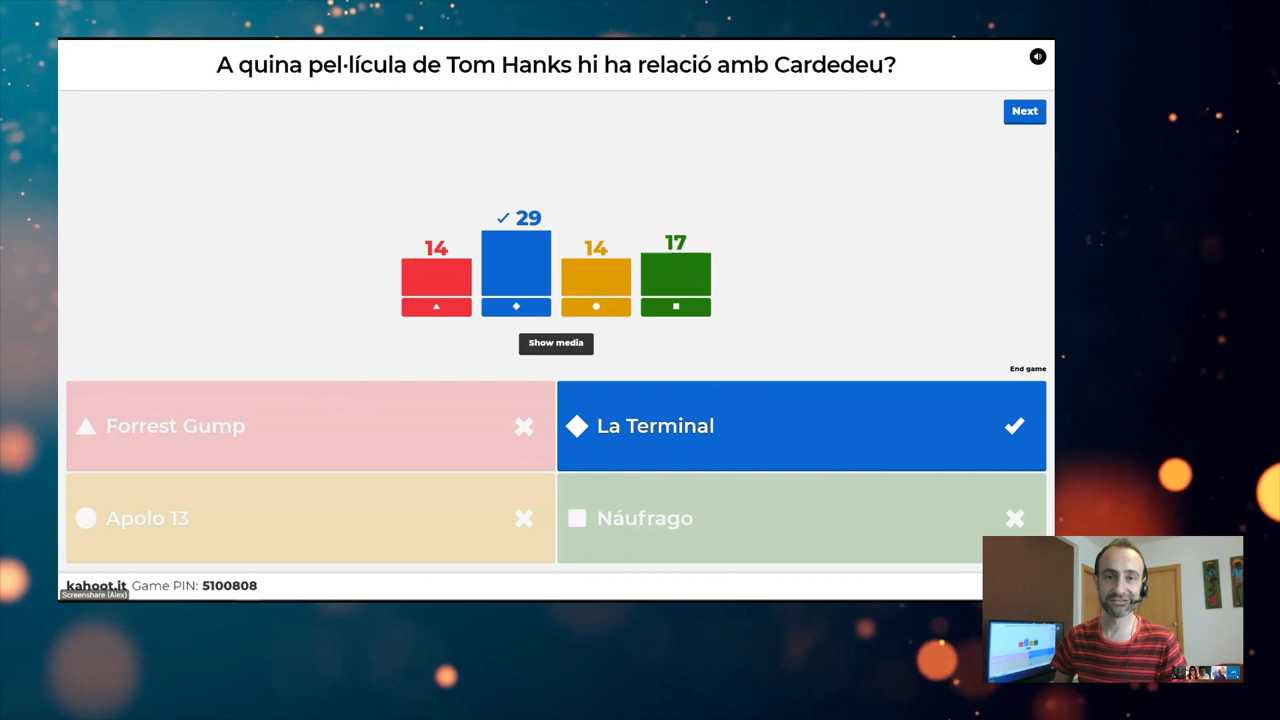 A quina pel·lícula de Tom Hanks hi ha relació amb Cardedeu?
Next
14
29
14
17
Show media
End game
Forrest Gump
La Terminal
Apolo 13
Náufrago
kahoot.it Game PIN: 5100808
Screenshare (Alex)